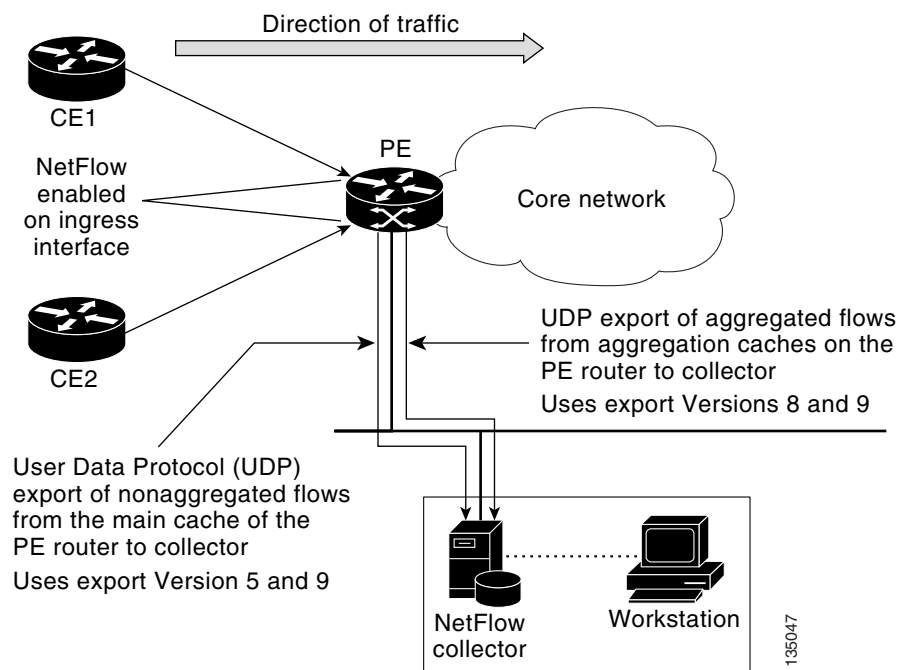 Direction of traffic
CE1
PE
NetFlow
enabled
on ingress
interface
Core network
CE2
UDP export of aggregated flows
from aggregation caches on the
PE router to collector
Uses export Versions 8 and 9
User Data Protocol (UDP)
export of nonaggregated flows
from the main cache of the
PE router to collector
Uses export Version 5 and 9
NetFlow
collector
Workstation
135047